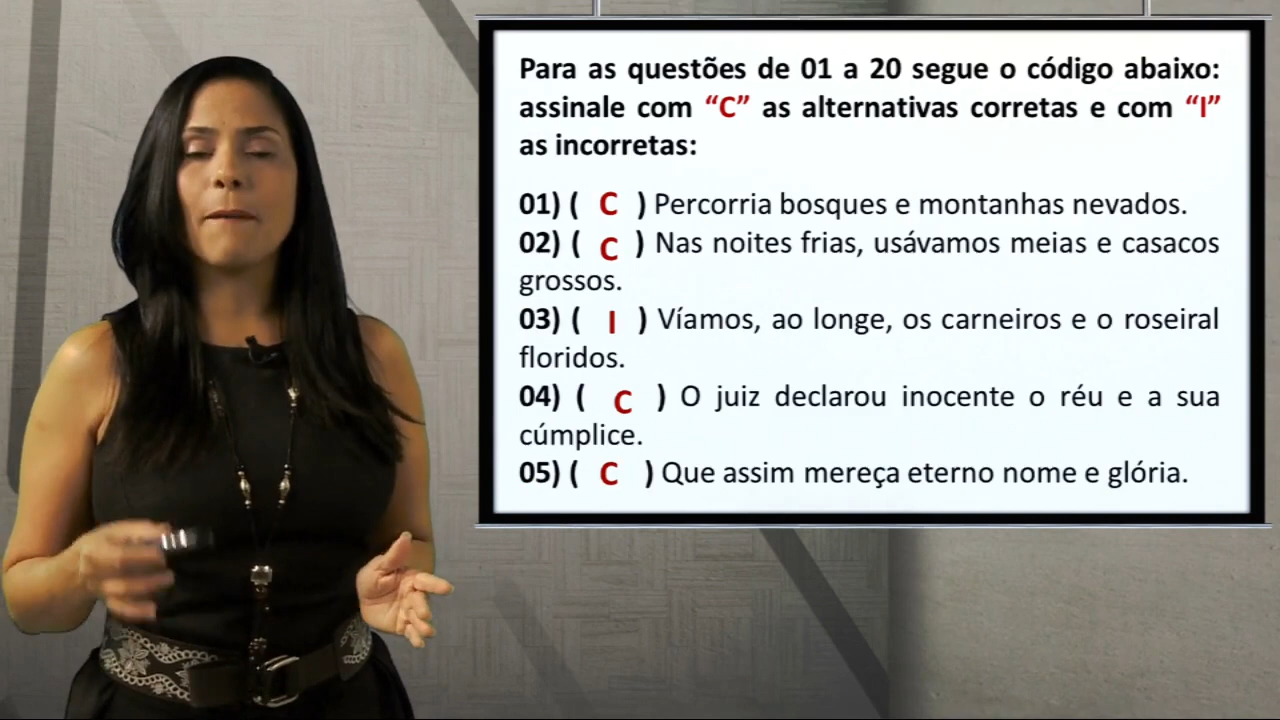 Para as questões de 01 a 20 segue o código abaixo:
assinale com “C” as alternativas corretas e com “I”
as incorretas:
01) ( C ) Percorria bosques e montanhas nevados.
02) ( C ) Nas noites frias, usávamos meias e casacos
grossos.
03) ( I ) Víamos, ao longe, os carneiros e o roseiral
floridos.
04) ( C ) O juiz declarou inocente o réu e a sua
cúmplice.
05) ( C ) Que assim mereça eterno nome e glória.